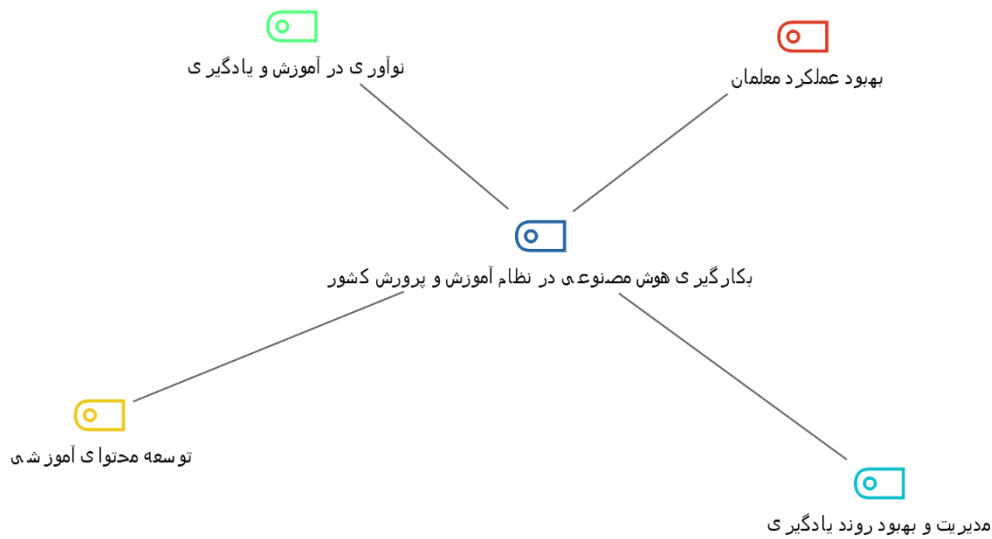 نوآوری در آموزش و یادگیری
بهبود عملکرد معلمان
بکارگیری هوش مصنوعی در نظام آموزش و پرورش کشور
توسعه محتوای آموزشی
مدیریت و بهبود روند یادگیری